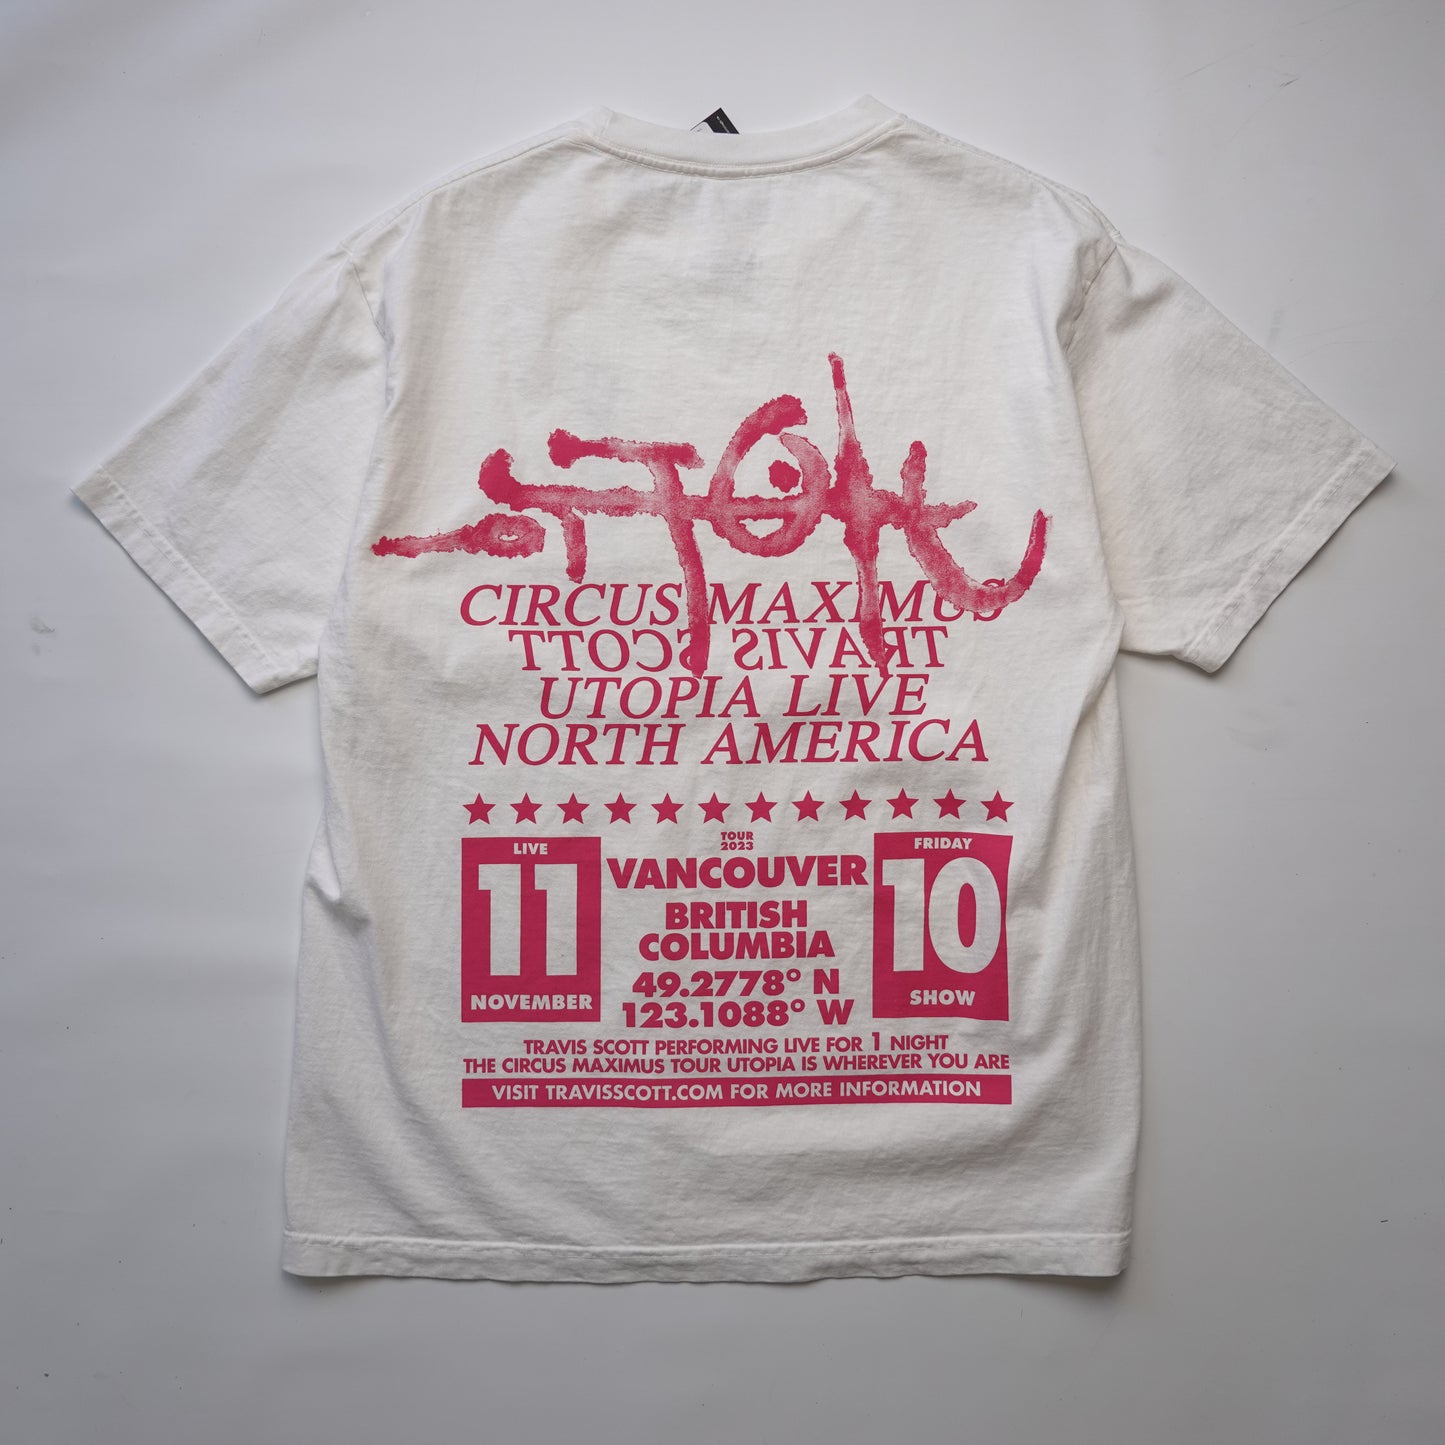 CIRCUS MAXIMUS
TRAVIS SCOTT
UTOPIA LIVE
NORTH AMERICA
LIVE
11
NOVEMBER
TOUR
2023
VANCOUVER
BRITISH
COLUMBIA
49.2778° N
123.1088° W
FRIDAY
10
SHOW
TRAVIS SCOTT PERFORMING LIVE FOR 1 NIGHT
THE CIRCUS MAXIMUS TOUR UTOPIA IS WHEREVER YOU ARE
VISIT TRAVISSCOTT.COM FOR MORE INFORMATION